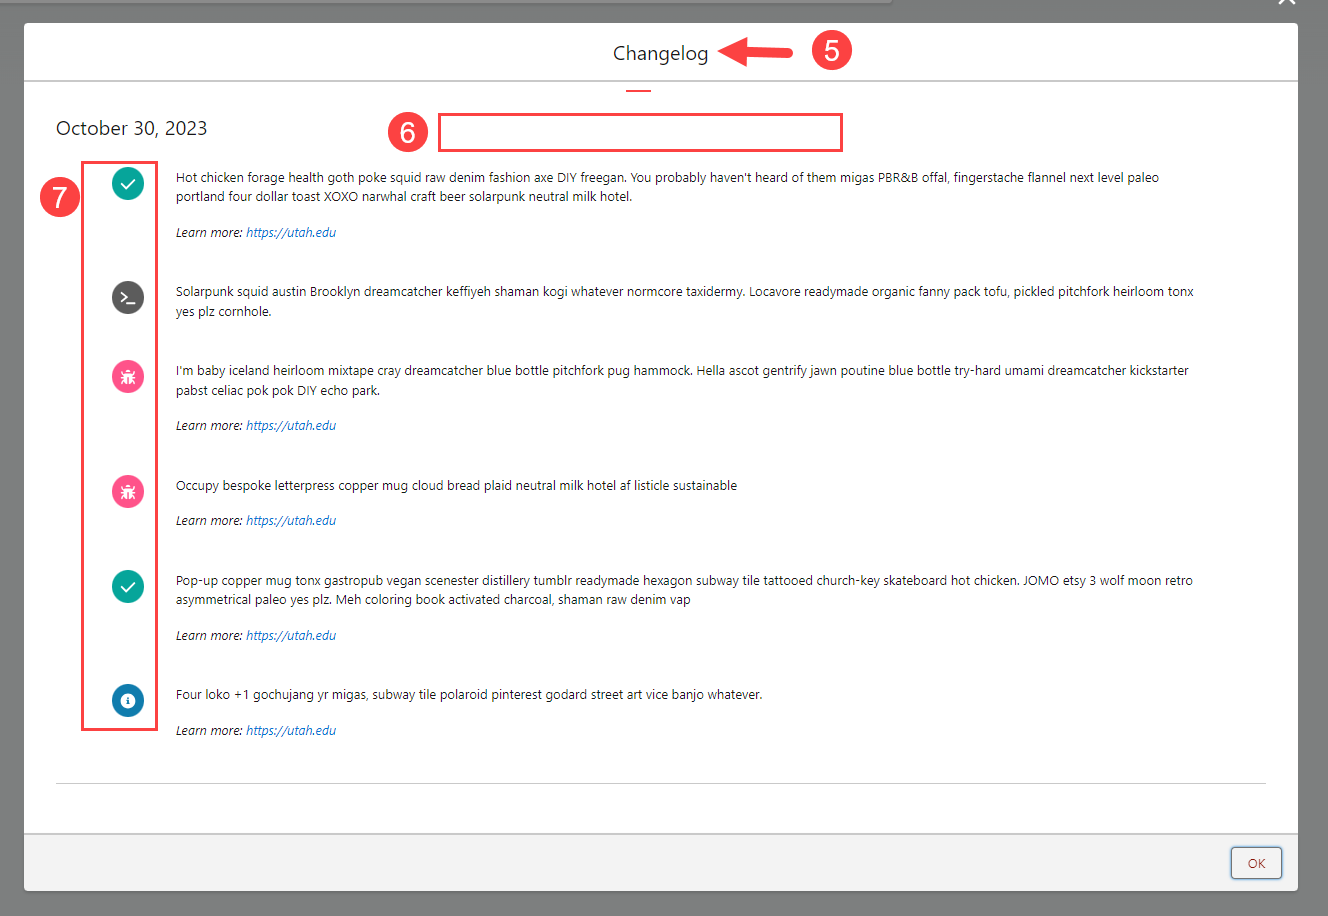 Changelog
5
October 30, 2023
6
7
Hot chicken forage health goth poke squid raw denim fashion axe DIY freegan. You probably haven't heard of them migas PBR&B offal, fingerstache flannel next level paleo
portland four dollar toast XOXO narwhal craft beer solarpunk neutral milk hotel.
Learn more: https://utah.edu
Solarpunk squid austin Brooklyn dreamcatcher keffiyeh shaman kogi whatever normcore taxidermy. Locavore readymade organic fanny pack tofu, pickled pitchfork heirloom tonx
yes plz cornhole.
I'm baby iceland heirloom mixtape cray dreamcatcher blue bottle pitchfork pug hammock. Hella ascot gentrify jawn poutine blue bottle try-hard umami dreamcatcher kickstarter
pabst celiac pok pok DIY echo park.
Learn more: https://utah.edu
Occupy bespoke letterpress copper mug cloud bread plaid neutral milk hotel af listicle sustainable
Learn more: https://utah.edu
Pop-up copper mug tonx gastropub vegan scenester distillery tumblr readymade hexagon subway tile tattooed church-key skateboard hot chicken. JOMO etsy 3 wolf moon retro
asymmetrical paleo yes plz. Meh coloring book activated charcoal, shaman raw denim vap
Learn more: https://utah.edu
Four loko +1 gochujang yr migas, subway tile polaroid pinterest godard street art vice banjo whatever.
Learn more: https://utah.edu
OK